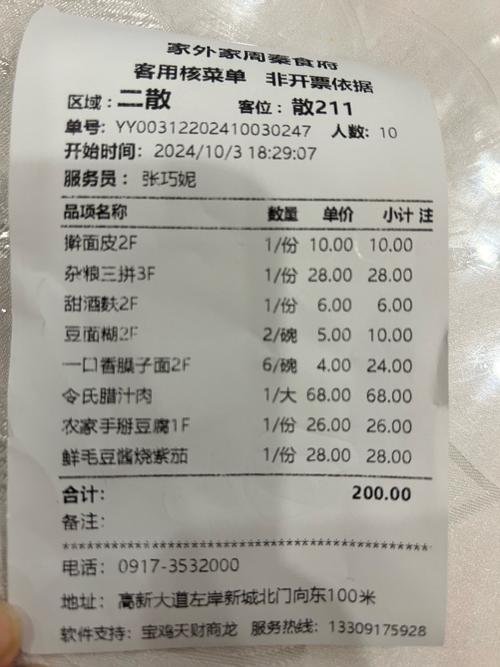 家外家周秦食府
客用核菜单 非开票依据
区域：二散 客位：散211
单号：YY00312202410030247 人数：10
开始时间：2024/10/3 18:29:07
服务员：张巧妮
品项名称 数量 单价 小计 注
擀面皮2F 1/份 10.00 10.00
杂粮三拼3F 1/份 28.00 28.00
甜酒麸2F 1/份 6.00 6.00
豆面糊2F 2/碗 5.00 10.00
一口香臊子面2F 6/碗 4.00 24.00
令氏腊汁肉 1/大 68.00 68.00
农家手掰豆腐1F 1/份 26.00 26.00
鲜毛豆酱烧紫茄 1/份 28.00 28.00
合计： 200.00
备注：
电话：0917-3532000
地址：高新大道左岸新城北门向东100米
软件支持：宝鸡天财商龙 服务热线：13309175928